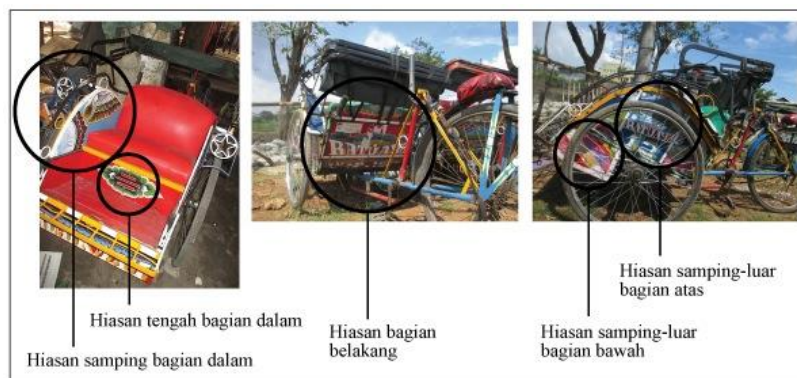 Hiasan tengah bagian dalam
Hiasan samping bagian dalam
Hiasan bagian
belakang
Hiasan samping-luar
bagian atas
Hiasan samping-luar
bagian bawah